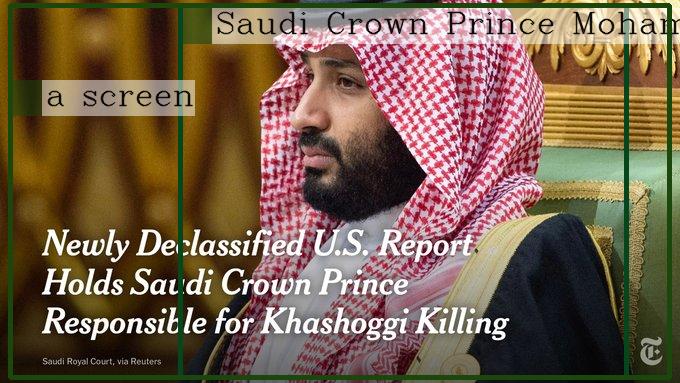 Saudi Crown Prince Moham
a screen
Newly Declassified U.S. Report
Holds Saudi Crown Prince
Responsible for Khashoggi Killing
Saudi Royal Court, via Reuters
T